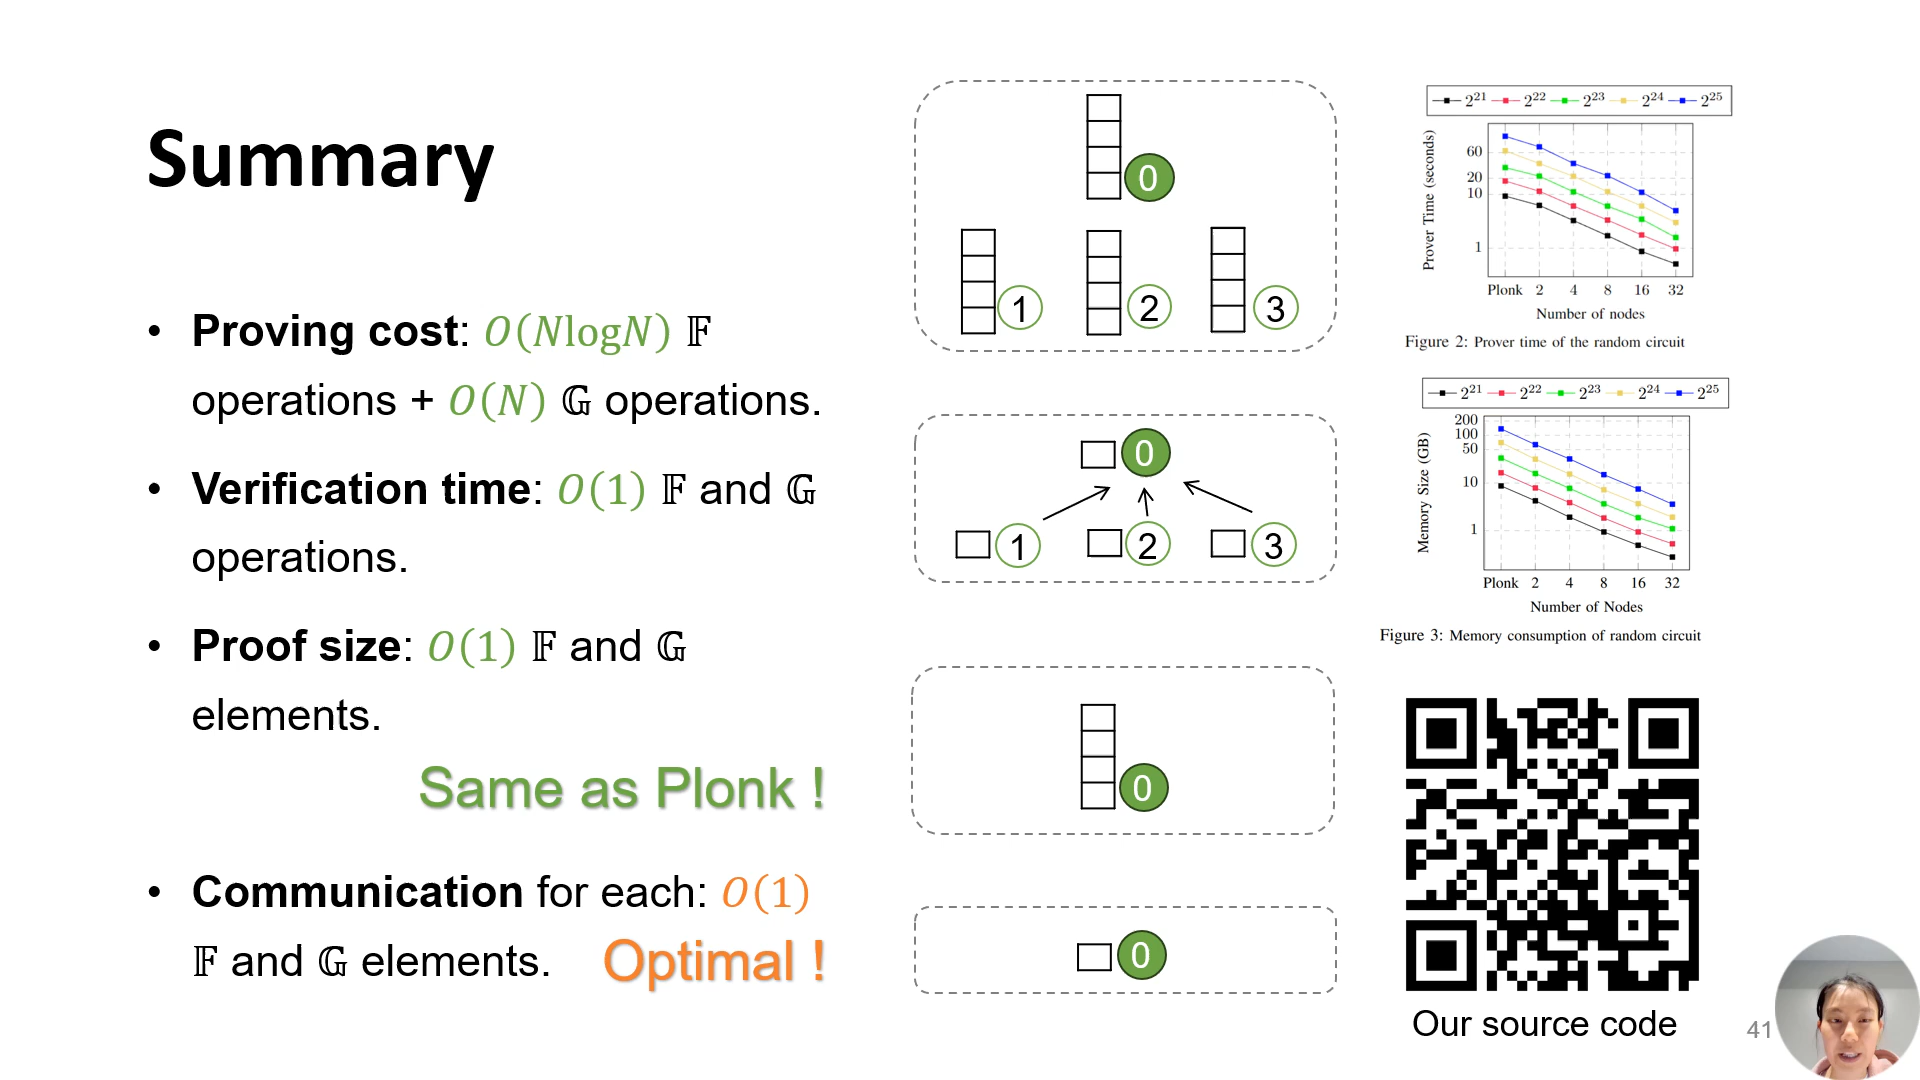 Summary
• Proving cost: O(NlogN) 𝔽
operations + O(N) 𝔾 operations.
• Verification time: O(1) 𝔽 and 𝔾
operations.
• Proof size: O(1) 𝔽 and 𝔾
elements.
Same as Plonk !
• Communication for each: O(1)
𝔽 and 𝔾 elements. Optimal !
0
1 2 3
0
1 2 3
0
0
2²¹ 2²² 2²³ 2²⁴ 2²⁵
Prover Time (seconds)
60
20
10
1
Plonk 2 4 8 16 32
Number of nodes
Figure 2: Prover time of the random circuit
2²¹ 2²² 2²³ 2²⁴ 2²⁵
Memory Size (GB)
200
100
50
10
1
Plonk 2 4 8 16 32
Number of Nodes
Figure 3: Memory consumption of random circuit
Our source code
41